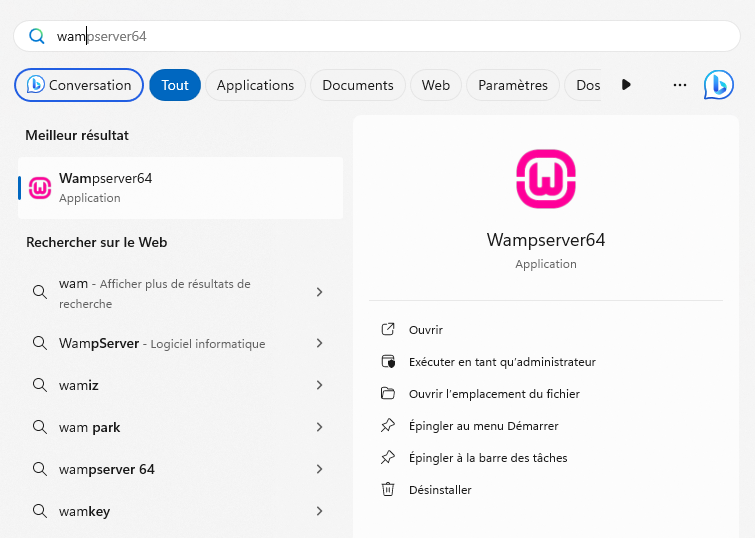 wampserver64
Conversation
Tout
Applications
Documents
Web
Paramètres
Dos
Meilleur résultat
Wampserver64
Application
Rechercher sur le Web
wam - Afficher plus de résultats de
recherche
WampServer - Logiciel informatique
wamiz
wam park
wampserver 64
wamkey
Wampserver64
Application
Ouvrir
Exécuter en tant qu'administrateur
Ouvrir l'emplacement du fichier
Épingler au menu Démarrer
Épingler à la barre des tâches
Désinstaller